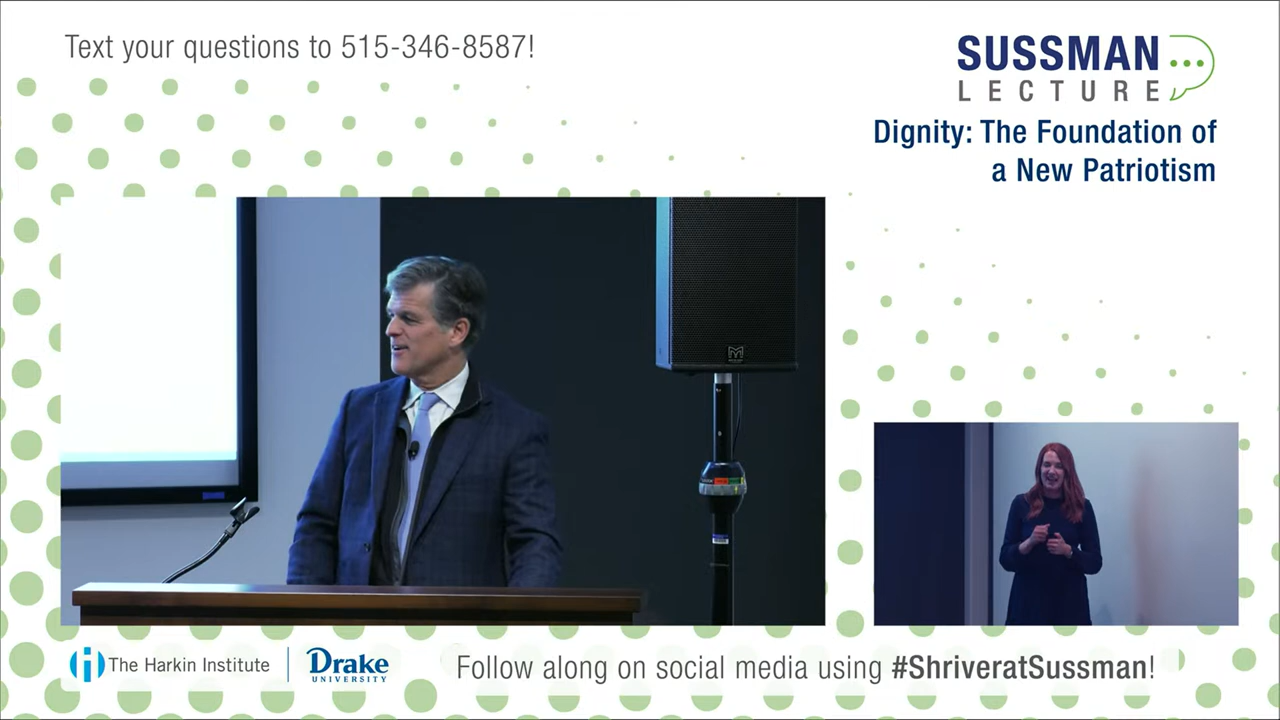 Text your questions to 515-346-8587!
SUSSMAN
LECTURE
Dignity: The Foundation of
a New Patriotism
The Harkin Institute
Drake
UNIVERSITY
Follow along on social media using #ShriveratSussman!